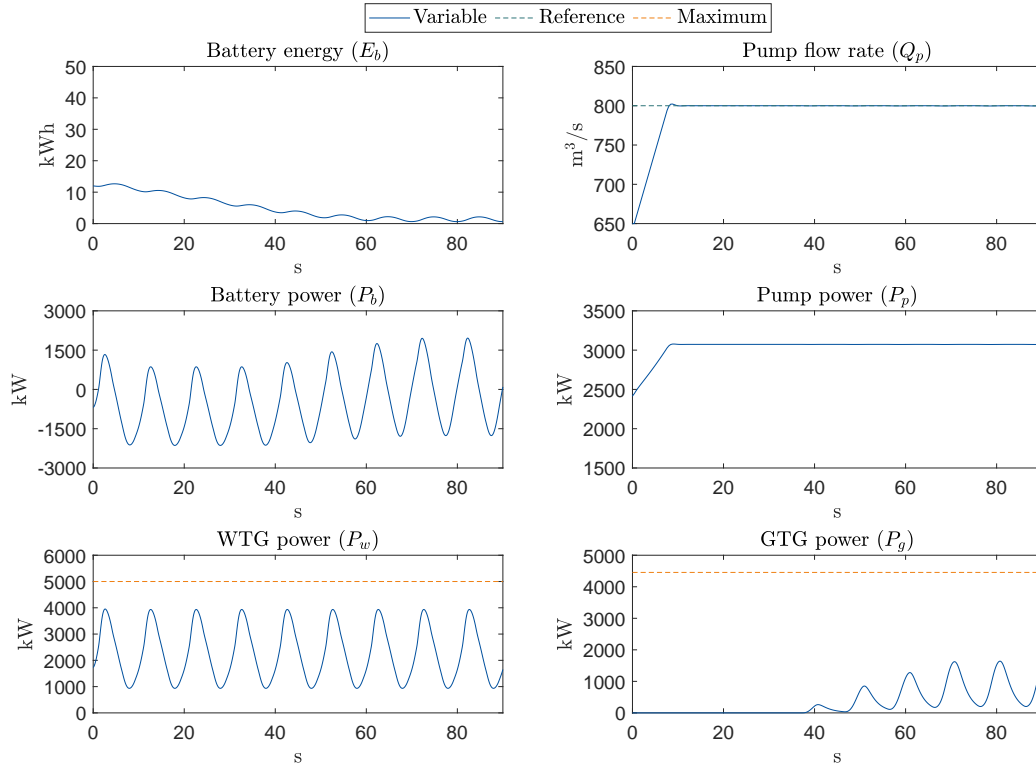 Variable Reference Maximum
Battery energy (E_b)
50
40
30
20
10
0
kWh
0 20 40 60 80
s
Pump flow rate (Q_p)
850
800
750
700
650
m³/s
0 20 40 60 80
s
Battery power (P_b)
3000
1500
0
-1500
-3000
kW
0 20 40 60 80
s
Pump power (P_p)
3500
3000
2500
2000
1500
kW
0 20 40 60 80
s
WTG power (P_w)
6000
5000
4000
3000
2000
1000
0
kW
0 20 40 60 80
s
GTG power (P_g)
5000
4000
3000
2000
1000
0
kW
0 20 40 60 80
s